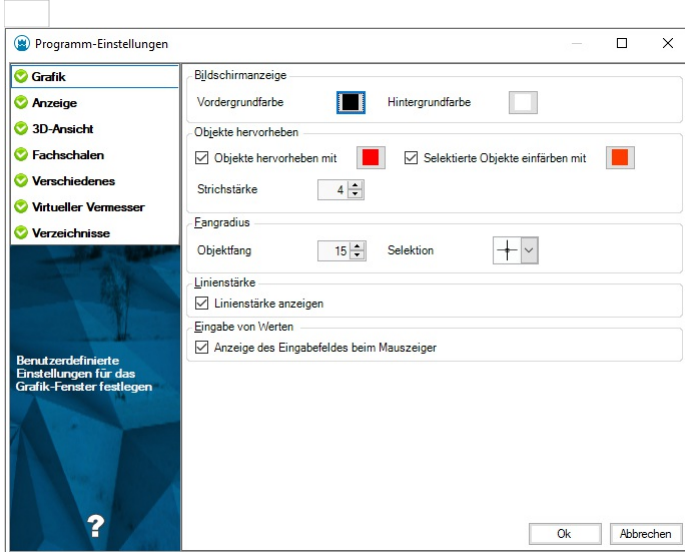 Programm-Einstellungen
Grafik
Anzeige
3D-Ansicht
Fachschalen
Verschiedenes
Virtueller Vermesser
Verzeichnisse
Benutzerdefinierte
Einstellungen für das
Grafik-Fenster festlegen
?
Bildschirmanzeige
Vordergrundfarbe Hintergrundfarbe
Objekte hervorheben
Objekte hervorheben mit Selektierte Objekte einfärben mit
Strichstärke 4
Fangradius
Objektfang 15 Selektion
Linienstärke
Linienstärke anzeigen
Eingabe von Werten
Anzeige des Eingabefeldes beim Mauszeiger
Ok Abbrechen